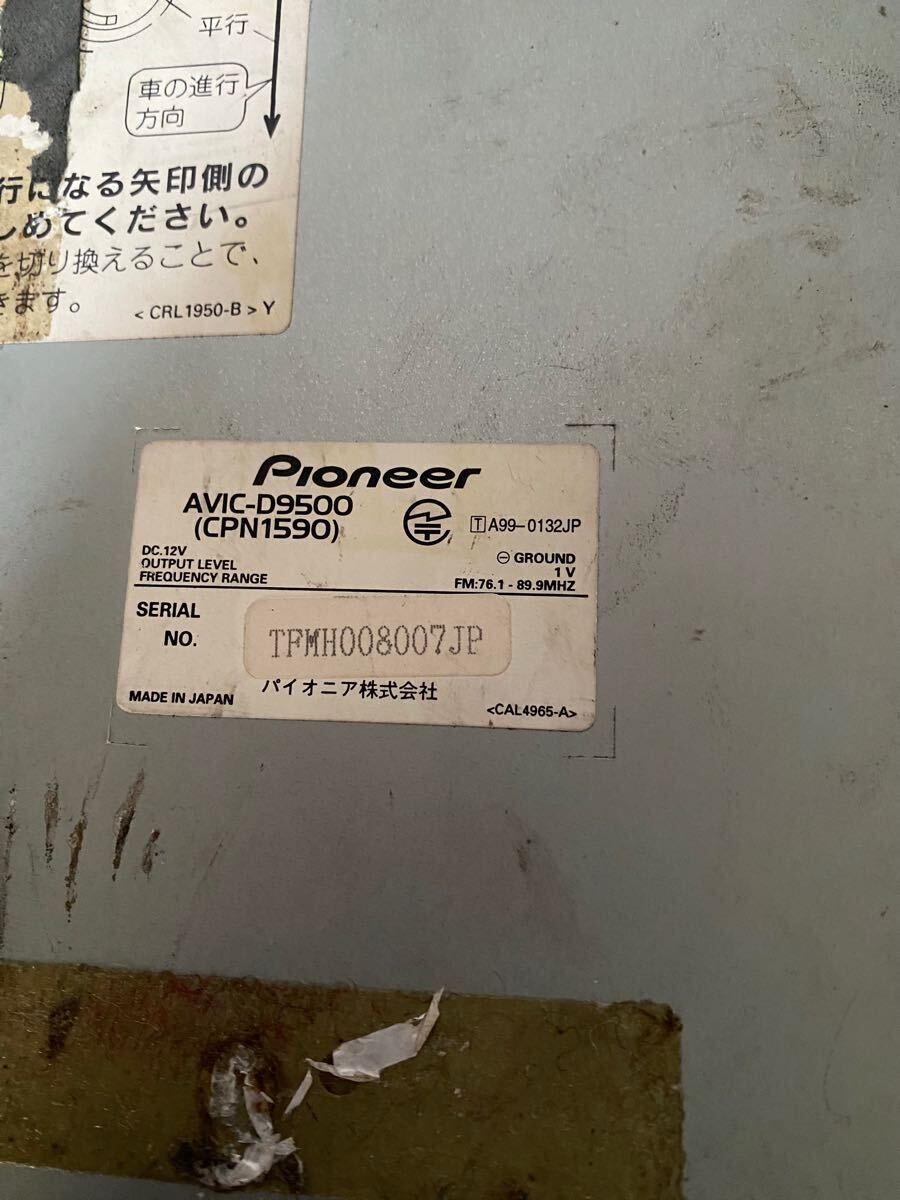 平行
車の進行
方向
行になる矢印側の
しめてください。
を切り換えることで、
きます。
< CRL1950-B > Y
Pioneer
AVIC-D9500
(CPN1590)
T A99-0132JP
DC.12V ⊖ GROUND
OUTPUT LEVEL 1 V
FREQUENCY RANGE FM:76.1 - 89.9MHZ
SERIAL
NO.
TFMH008007JP
パイオニア株式会社
MADE IN JAPAN
<CAL4965-A>